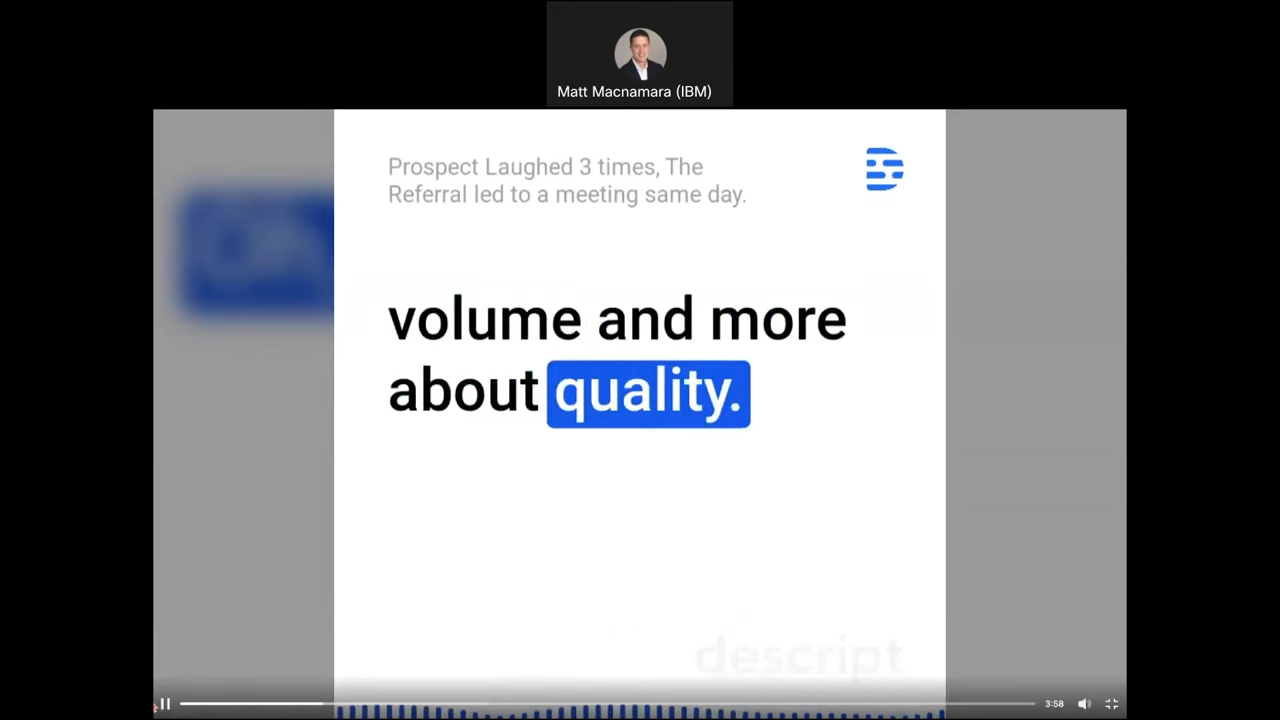 Matt Macnamara (IBM)
Prospect Laughed 3 times, The
Referral led to a meeting same day.
volume and more
about quality.
descript
3:58